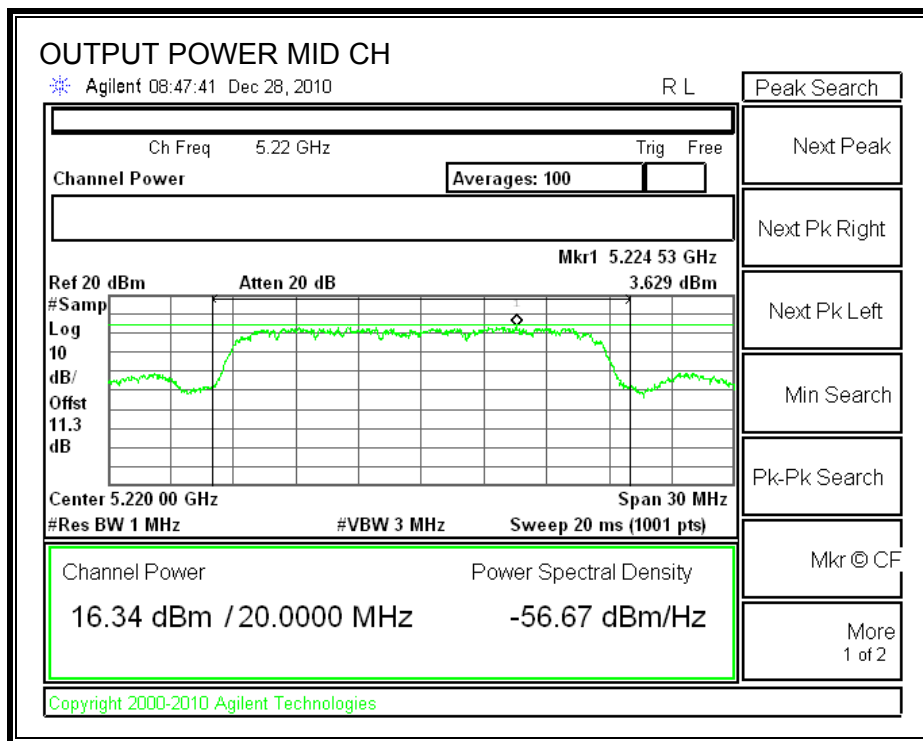 OUTPUT POWER MID CH
Agilent 08:47:41 Dec 28, 2010 R L
Peak Search
Ch Freq 5.22 GHz Trig Free
Next Peak
Channel Power Averages: 100
Next Pk Right
Mkr1 5.224 53 GHz
Ref 20 dBm Atten 20 dB 3.629 dBm
#Samp
1
Log
Next Pk Left
10
dB/
Offst
Min Search
11.3
dB
Pk-Pk Search
Center 5.220 00 GHz Span 30 MHz
#Res BW 1 MHz #VBW 3 MHz Sweep 20 ms (1001 pts)
Mkr © CF
Channel Power Power Spectral Density
16.34 dBm / 20.0000 MHz -56.67 dBm/Hz
More
1 of 2
Copyright 2000-2010 Agilent Technologies